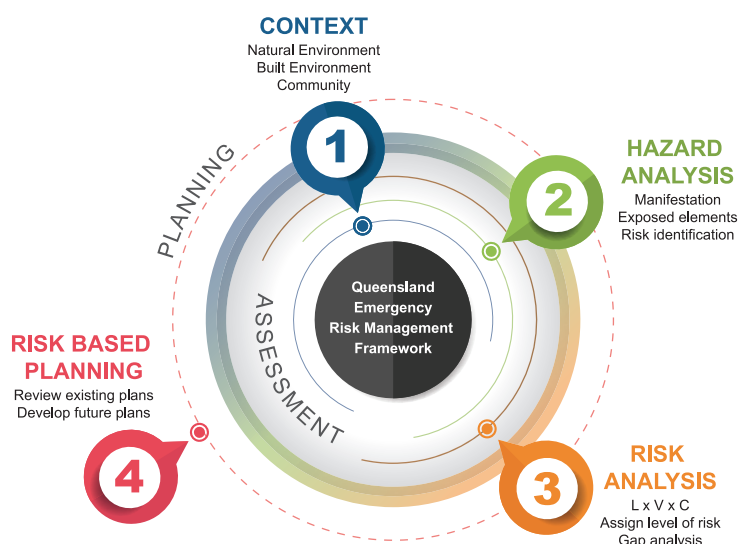 CONTEXT
Natural Environment
Built Environment
Community
1
PLANNING
HAZARD
ANALYSIS
Manifestation
Exposed elements
Risk identification
2
Queensland
Emergency
Risk Management
Framework
ASSESSMENT
RISK BASED
PLANNING
Review existing plans
Develop future plans
4
3
RISK
ANALYSIS
L x V x C
Assign level of risk
Gap analysis